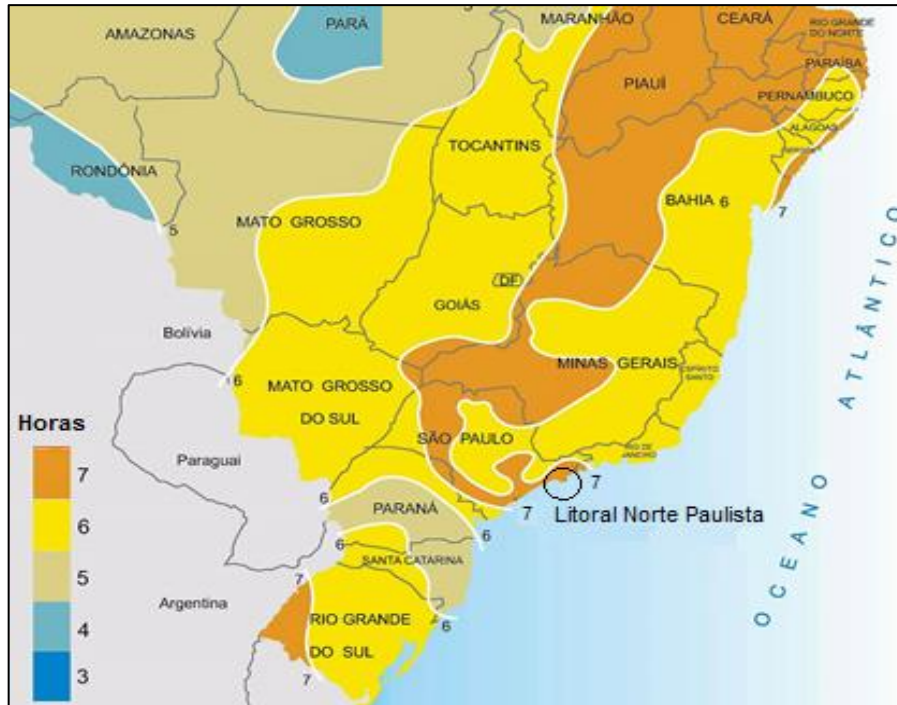 AMAZONAS
PARÁ
MARANHÃO
CEARÁ
RIO GRANDE
DO NORTE
PARAÍBA
PIAUÍ
PERNAMBUCO
ALAGOAS
TOCANTINS
RONDÔNIA
BAHIA 6
7
5
MATO GROSSO
DF
GOIÁS
Bolívia
6
MATO GROSSO
DO SUL
MINAS GERAIS
ESPÍRITO
SANTO
OCEANO ATLÂNTICO
Horas
7
6
5
4
3
SÃO PAULO
RIO DE
JANEIRO
Paraguai
7
Litoral Norte Paulista
7
6
PARANÁ
6
6
SANTA CATARINA
Argentina
7
RIO GRANDE
DO SUL
6
7